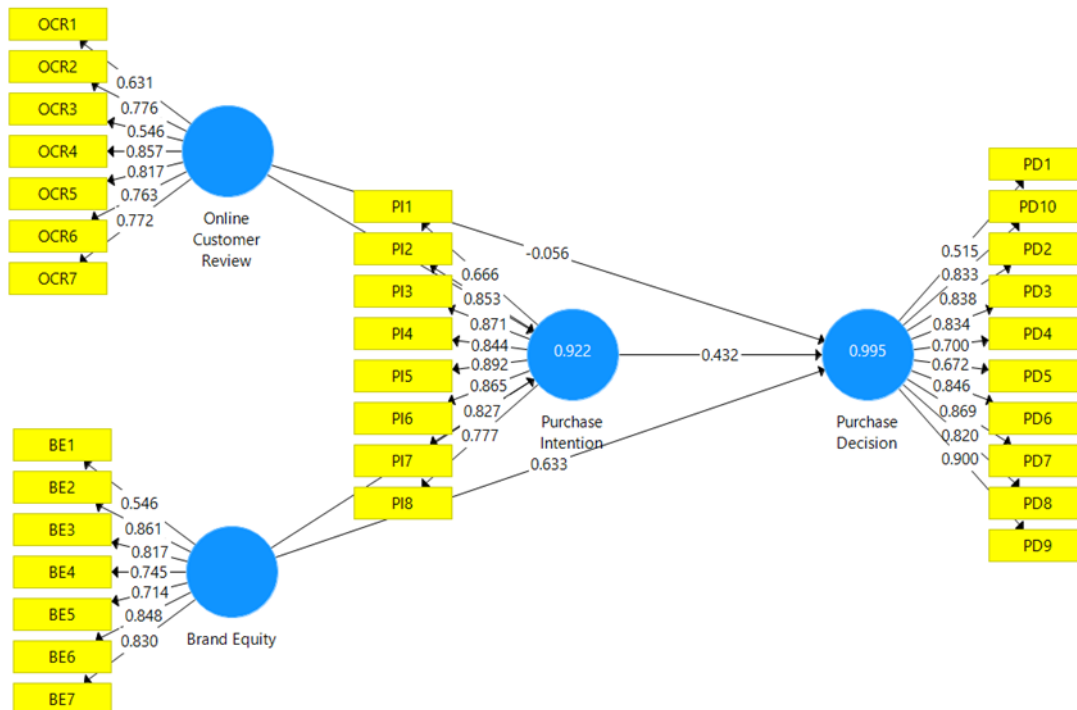 OCR1
OCR2
OCR3
OCR4
OCR5
OCR6
OCR7
0.631
0.776
0.546
0.857
0.817
0.763
0.772
Online
Customer
Review
BE1
BE2
BE3
BE4
BE5
BE6
BE7
0.546
0.861
0.817
0.745
0.714
0.848
0.830
Brand Equity
PI1
PI2
PI3
PI4
PI5
PI6
PI7
PI8
0.666
0.853
0.871
0.844
0.892
0.865
0.827
0.777
0.922
Purchase
Intention
-0.056
0.432
0.633
0.995
Purchase
Decision
0.515
0.833
0.838
0.834
0.700
0.672
0.846
0.869
0.820
0.900
PD1
PD10
PD2
PD3
PD4
PD5
PD6
PD7
PD8
PD9